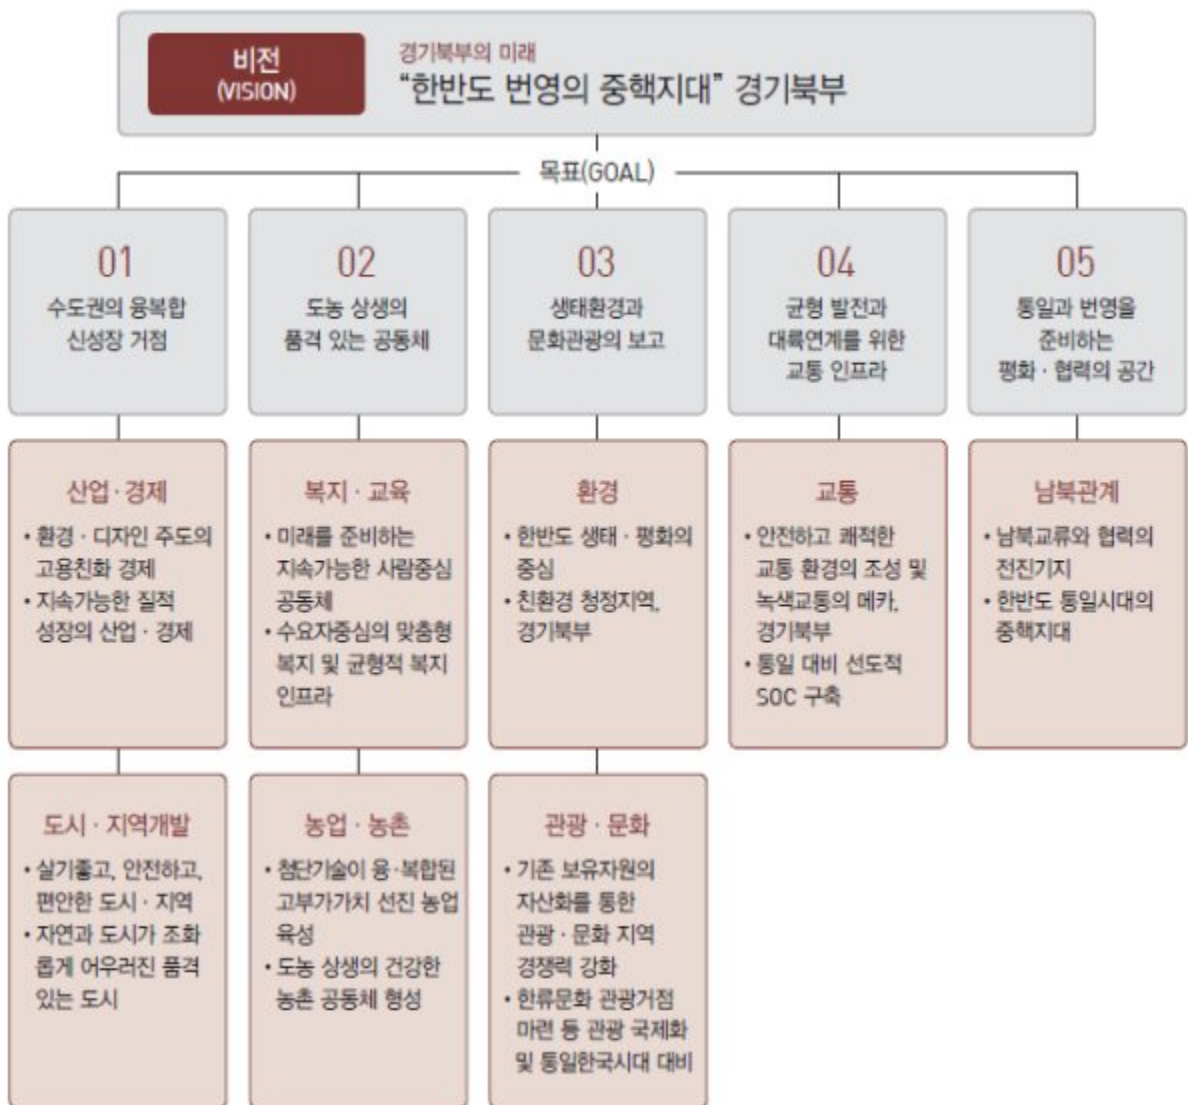 비전
(VISION)
경기북부의 미래
“한반도 번영의 중핵지대” 경기북부
목표(GOAL)
01
수도권의 융복합
신성장 거점
02
도농 상생의
품격 있는 공동체
03
생태환경과
문화관광의 보고
04
균형 발전과
대륙연계를 위한
교통 인프라
05
통일과 번영을
준비하는
평화 · 협력의 공간
산업 · 경제
• 환경 · 디자인 주도의
고용친화 경제
• 지속가능한 질적
성장의 산업 · 경제
복지 · 교육
• 미래를 준비하는
지속가능한 사람중심
공동체
• 수요자중심의 맞춤형
복지 및 균형적 복지
인프라
환경
• 한반도 생태 · 평화의
중심
• 친환경 청정지역,
경기북부
교통
• 안전하고 쾌적한
교통 환경의 조성 및
녹색교통의 메카,
경기북부
• 통일 대비 선도적
SOC 구축
남북관계
• 남북교류와 협력의
전진기지
• 한반도 통일시대의
중핵지대
도시 · 지역개발
• 살기좋고, 안전하고,
편안한 도시 · 지역
• 자연과 도시가 조화
롭게 어우러진 품격
있는 도시
농업 · 농촌
• 첨단기술이 융·복합된
고부가가치 선진 농업
육성
• 도농 상생의 건강한
농촌 공동체 형성
관광 · 문화
• 기존 보유자원의
자산화를 통한
관광 · 문화 지역
경쟁력 강화
• 한류문화 관광거점
마련 등 관광 국제화
및 통일한국시대 대비